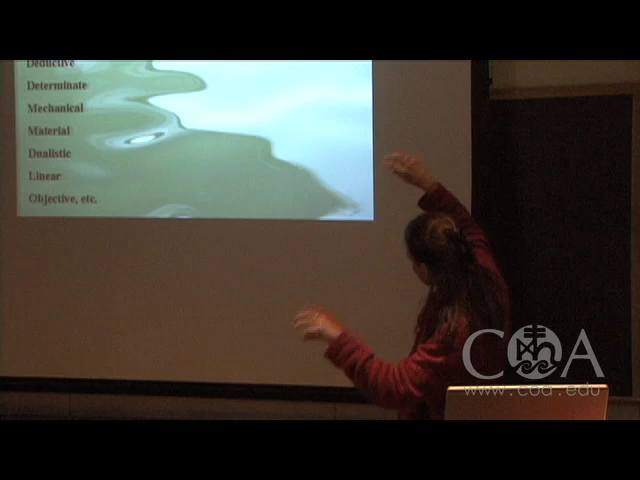 Deductive
Determinate
Mechanical
Material
Dualistic
Linear
Objective, etc.
COA
www.coa.edu